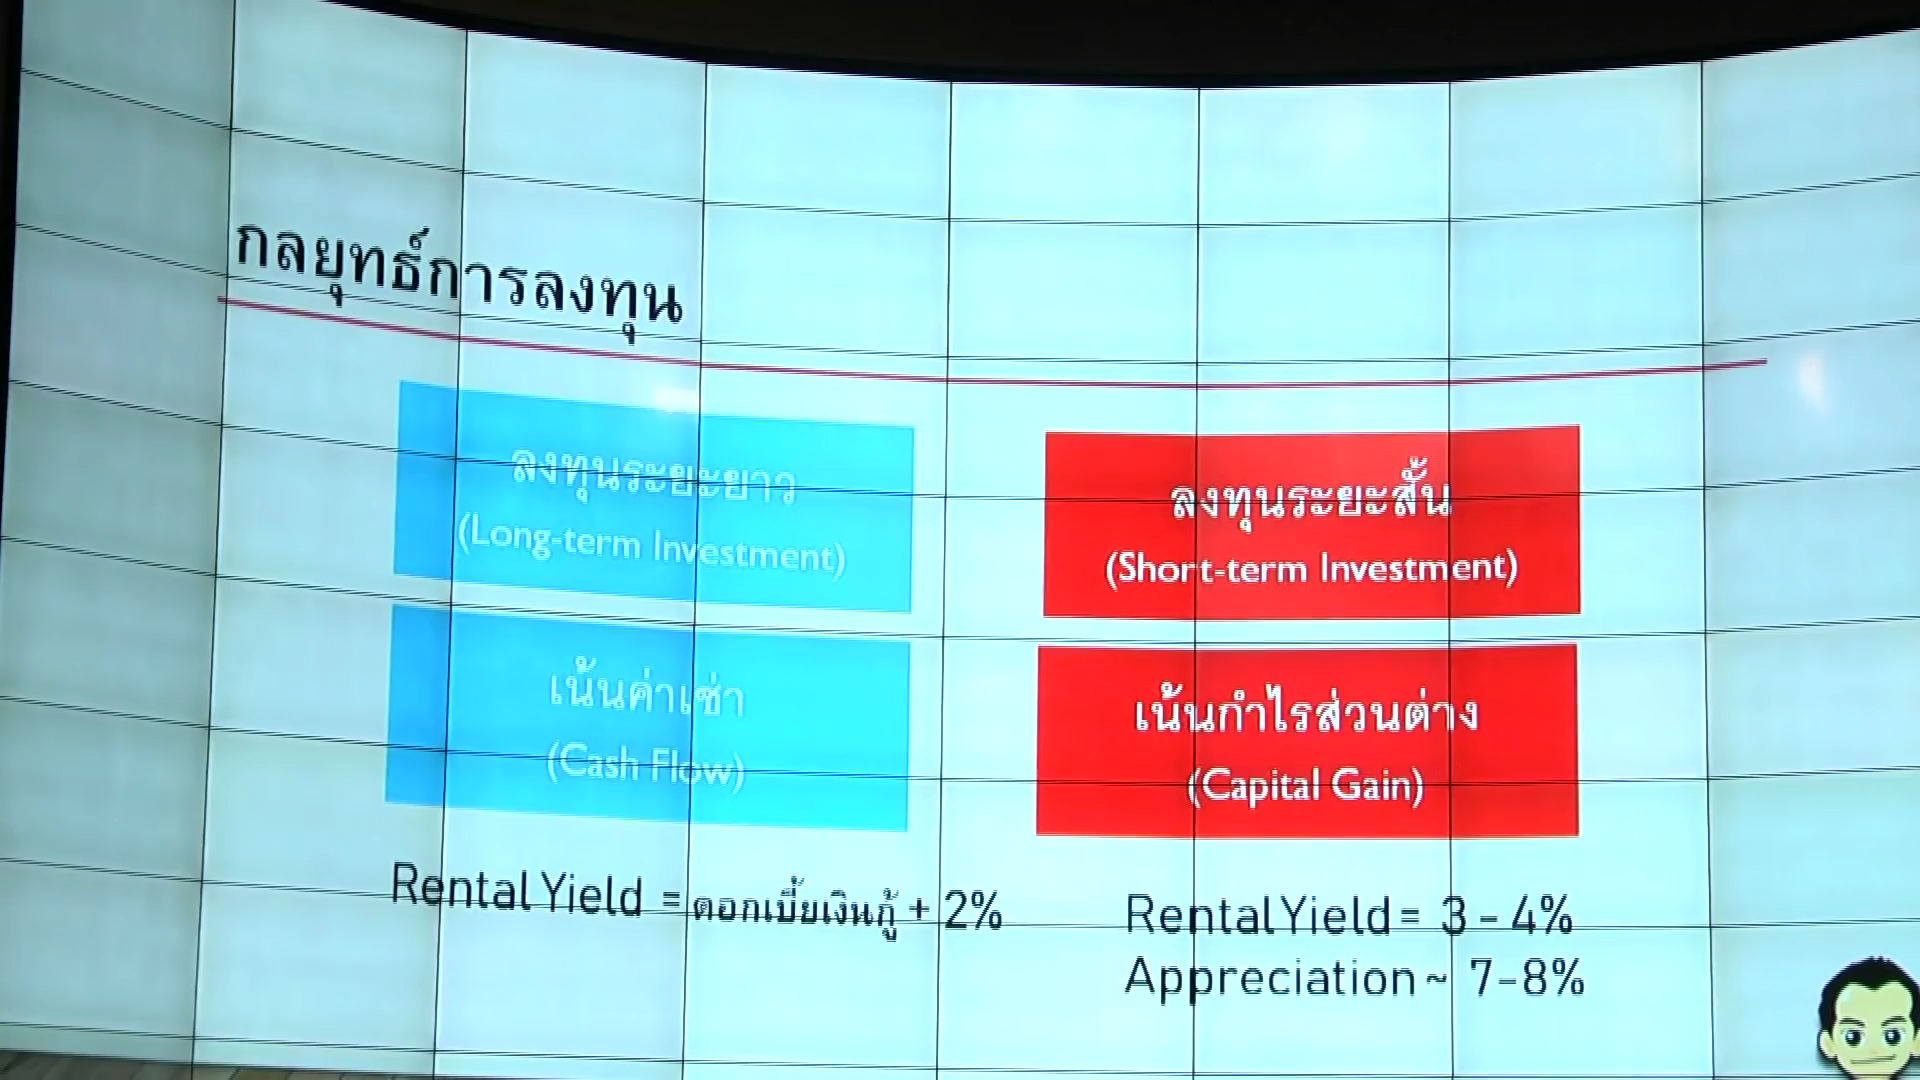 กลยุทธ์การลงทุน
ลงทุนระยะยาว
(Long-term Investment)
เน้นค่าเช่า
(Cash Flow)
Rental Yield = ดอกเบี้ยเงินกู้ + 2%
ลงทุนระยะสั้น
(Short-term Investment)
เน้นกำไรส่วนต่าง
(Capital Gain)
Rental Yield = 3 - 4%
Appreciation ~ 7-8%